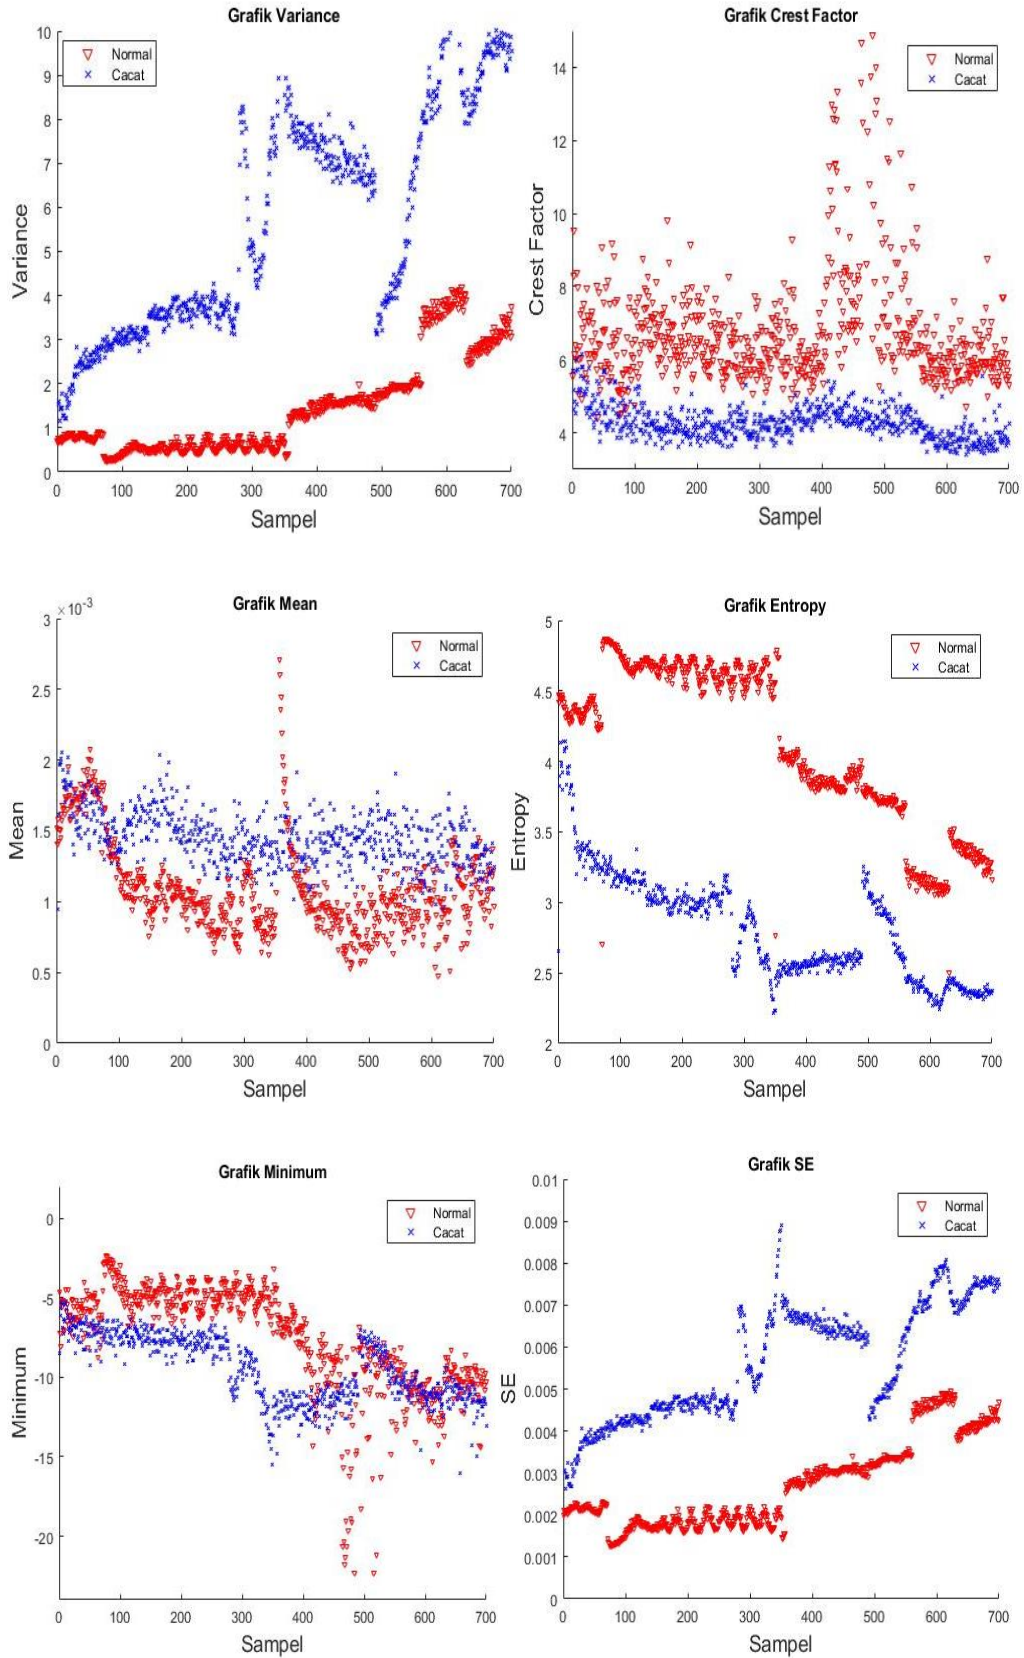 Grafik Variance
10
9
8
7
6
5
4
3
2
1
0
Variance
Normal
Cacat
0 100 200 300 400 500 600 700
Sampel
Grafik Crest Factor
14
12
10
8
6
4
Crest Factor
Normal
Cacat
0 100 200 300 400 500 600 700
Sampel
Grafik Mean
× 10⁻³
3
2.5
2
1.5
1
0.5
0
Mean
Normal
Cacat
0 100 200 300 400 500 600 700
Sampel
Grafik Entropy
5
4.5
4
3.5
3
2.5
2
Entropy
Normal
Cacat
0 100 200 300 400 500 600 700
Sampel
Grafik Minimum
0
-5
-10
-15
-20
Minimum
Normal
Cacat
0 100 200 300 400 500 600 700
Sampel
Grafik SE
0.01
0.009
0.008
0.007
0.006
0.005
0.004
0.003
0.002
0.001
0
SE
Normal
Cacat
0 100 200 300 400 500 600 700
Sampel